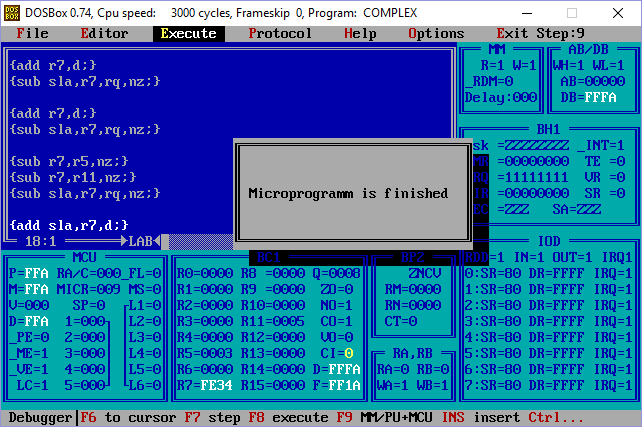 DOS BOX DOSBox 0.74, Cpu speed: 3000 cycles, Frameskip 0, Program: COMPLEX
File Editor Execute Protocol Help Options Exit Step:9
{add r7,d;}
{sub sla,r7,rq,nz;}
{add r7,d;}
{sub sla,r7,rq,nz;}
{sub r7,r5,nz;}
{sub r7,r11,nz;}
{sub sla,r7,rq,nz;}
{add sla,r7,d;}
18:1 LAB
Microprogramm is finished
MM
R=1 W=1
_RDM=0
Delay:000
AB/DB
WH=1 WL=1
AB=00000
DB=FFFA
BH1
sk =ZZZZZZZZ _INT=1
=00000000 TE =0
=11111111 VR =0
=00000000 SR =0
=ZZZ SA=ZZZ
MCU
P=FFA RA/C=000_FL=0
M=FFA MICR=009 MS=0
V=000 SP=0 L1=0
D=FFA 1=000 L2=0
_PE=0 2=000 L3=0
_ME=1 3=000 L4=0
_VE=1 4=000 L5=0
LC=1 5=000 L6=0
BC1
R0=0000 R8 =0000 Q=0008
R1=0000 R9 =0000 ZO=0
R2=0000 R10=0000 NO=1
R3=0000 R11=0005 CO=1
R4=0000 R12=0000 VO=0
R5=0003 R13=0000 CI=0
R6=0000 R14=0000 D=FFFA
R7=FE34 R15=0000 F=FF1A
BPZ
ZNCV
RM=0000
RN=0000
CT=0
RA,RB
RA=0 RB=0
WA=1 WB=1
IOD
RDD=1 IN=1 OUT=1 IRQ1
0:SR=80 DR=FFFF IRQ=1
1:SR=80 DR=FFFF IRQ=1
2:SR=80 DR=FFFF IRQ=1
3:SR=80 DR=FFFF IRQ=1
4:SR=80 DR=FFFF IRQ=1
5:SR=80 DR=FFFF IRQ=1
6:SR=80 DR=FFFF IRQ=1
7:SR=80 DR=FFFF IRQ=1
Debugger F6 to cursor F7 step F8 execute F9 MM/PU+MCU INS insert Ctrl...